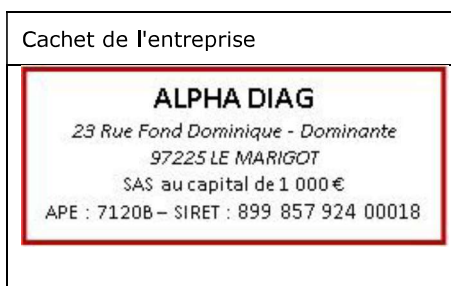 Cachet de l'entreprise
ALPHA DIAG
23 Rue Fond Dominique - Dominante
97225 LE MARIGOT
SAS au capital de 1 000 €
APE : 7120B – SIRET : 899 857 924 00018